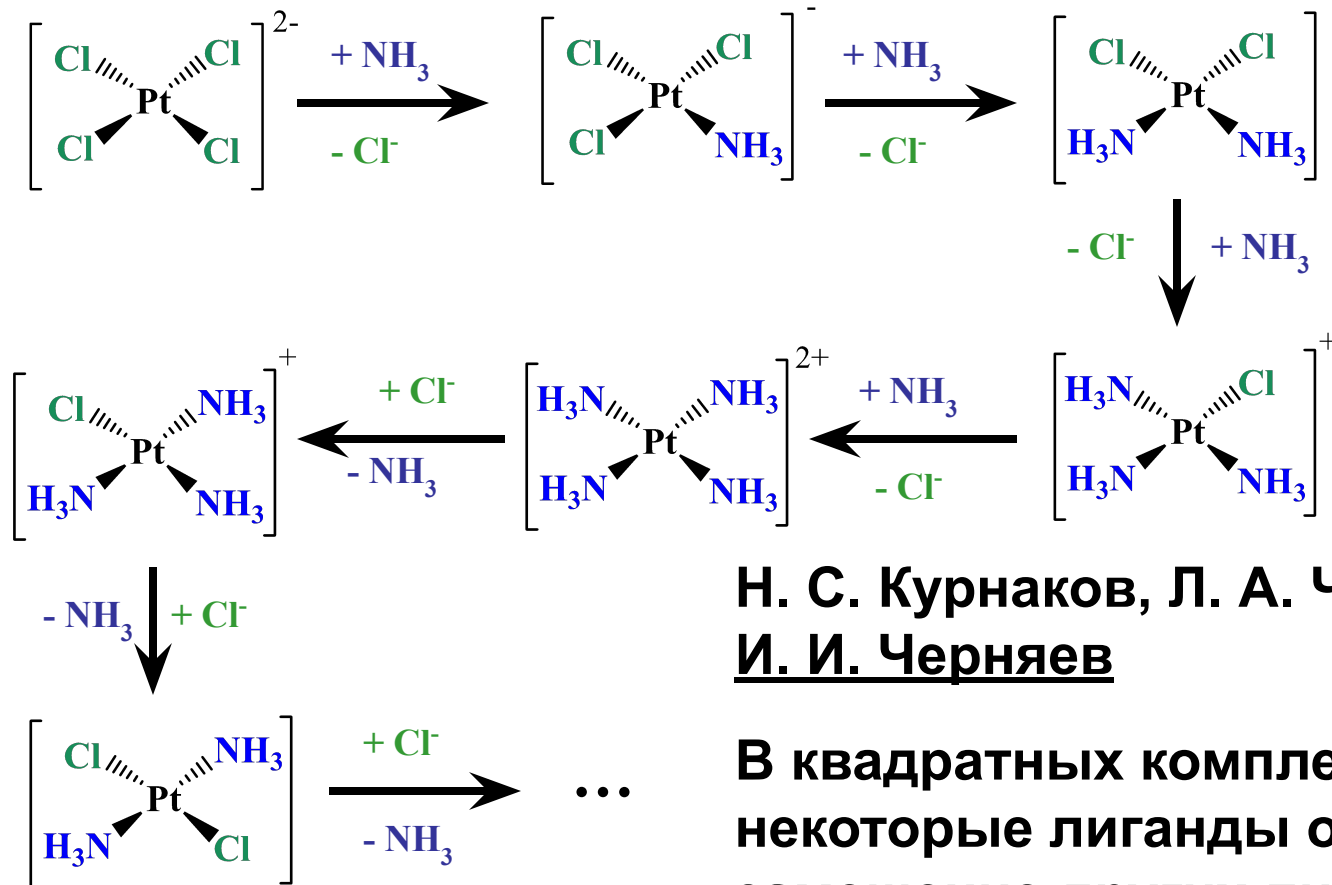 [Cl Cl Pt Cl Cl]2-
+ NH3
- Cl-
[Cl Cl Pt Cl NH3]-
+ NH3
- Cl-
[Cl Cl Pt H3N NH3]
- Cl- + NH3
[Cl NH3 Pt H3N NH3]+
+ Cl-
- NH3
[H3N NH3 Pt H3N NH3]2+
+ NH3
- Cl-
[H3N Cl Pt H3N NH3]+
- NH3 + Cl-
Н. С. Курнаков, Л. А.
И. И. Черняев
[Cl NH3 Pt H3N Cl]
+ Cl-
- NH3
...
В квадратных
некоторые лиганды